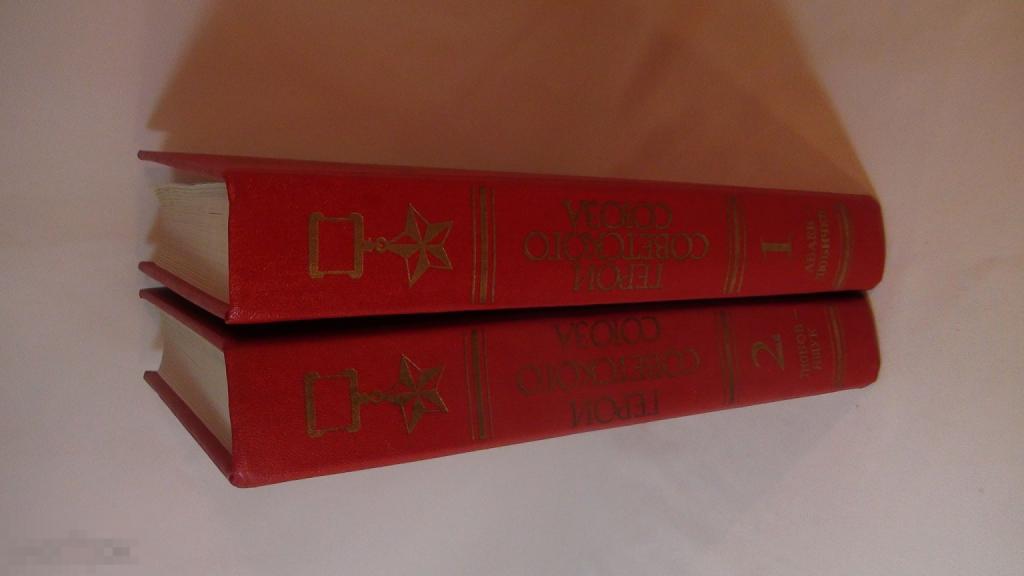 ГЕРОИ
СОВЕТСКОГО
СОЮЗА
1
АБАЕВ
ЛЮБИЧЕВ
ГЕРОИ
СОВЕТСКОГО
СОЮЗА
2
ЛЮБОВ —
ЯЩУК